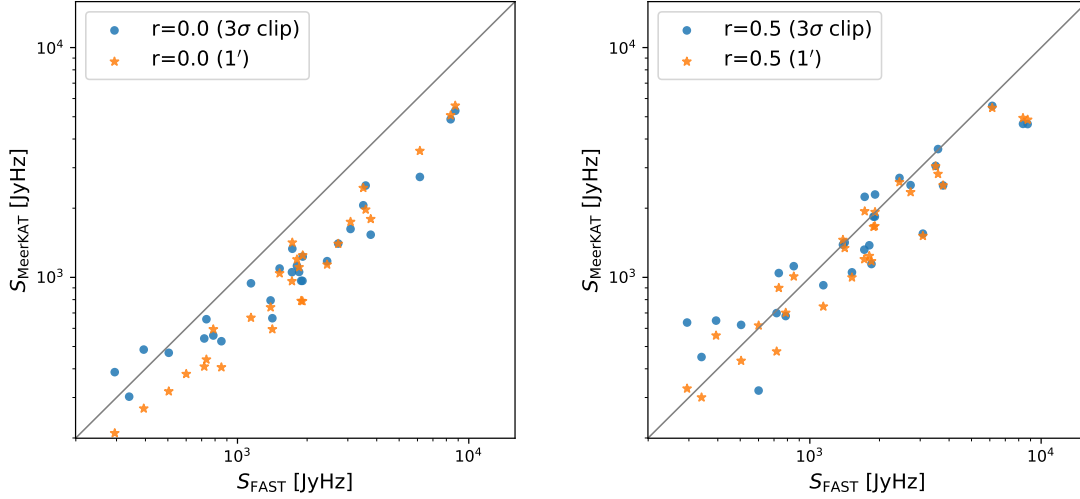 r=0.0 (3σ clip)
r=0.0 (1′)
10⁴
10³
S_MeerKAT [JyHz]
10³
10⁴
S_FAST [JyHz]
r=0.5 (3σ clip)
r=0.5 (1′)
10⁴
10³
S_MeerKAT [JyHz]
10³
10⁴
S_FAST [JyHz]